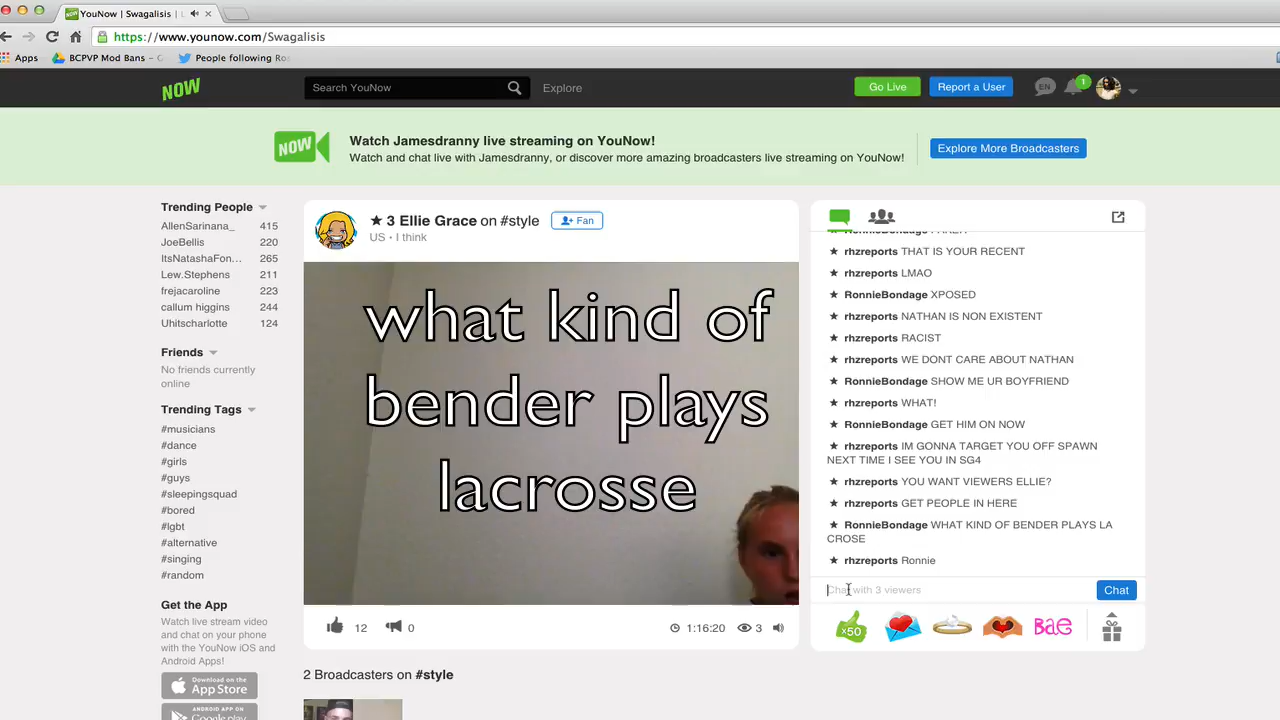 YouNow | Swagalisis | L
https://www.younow.com/Swagalisis
Apps BCPVP Mod Bans - G People following Ro
NOW Search YouNow Explore Go Live Report a User EN 1
NOW
Watch Jamesdranny live streaming on YouNow!
Watch and chat live with Jamesdranny, or discover more amazing broadcasters live streaming on YouNow!
Explore More Broadcasters
Trending People
AllenSarinana_ 415
JoeBellis 220
ItsNatashaFon... 265
Lew.Stephens 211
frejacaroline 223
callum higgins 244
Uhitscharlotte 124
Friends
No friends currently
online
Trending Tags
#musicians
#dance
#girls
#guys
#sleepingsquad
#bored
#lgbt
#alternative
#singing
#random
Get the App
Watch live stream video
and chat on your phone
with the YouNow iOS and
Android Apps!
Download on the
App Store
Google play
★ 3 Ellie Grace on #style
Fan
US • I think
what kind of
bender plays
lacrosse
12 0 1:16:20 3
2 Broadcasters on #style
★ rhzreports THAT IS YOUR RECENT
★ rhzreports LMAO
★ RonnieBondage XPOSED
★ rhzreports NATHAN IS NON EXISTENT
★ rhzreports RACIST
★ rhzreports WE DONT CARE ABOUT NATHAN
★ RonnieBondage SHOW ME UR BOYFRIEND
★ rhzreports WHAT!
★ RonnieBondage GET HIM ON NOW
★ rhzreports IM GONNA TARGET YOU OFF SPAWN
NEXT TIME I SEE YOU IN SG4
★ rhzreports YOU WANT VIEWERS ELLIE?
★ rhzreports GET PEOPLE IN HERE
★ RonnieBondage WHAT KIND OF BENDER PLAYS LA
CROSE
★ rhzreports Ronnie
Chat with 3 viewers
Chat
x50
Bae